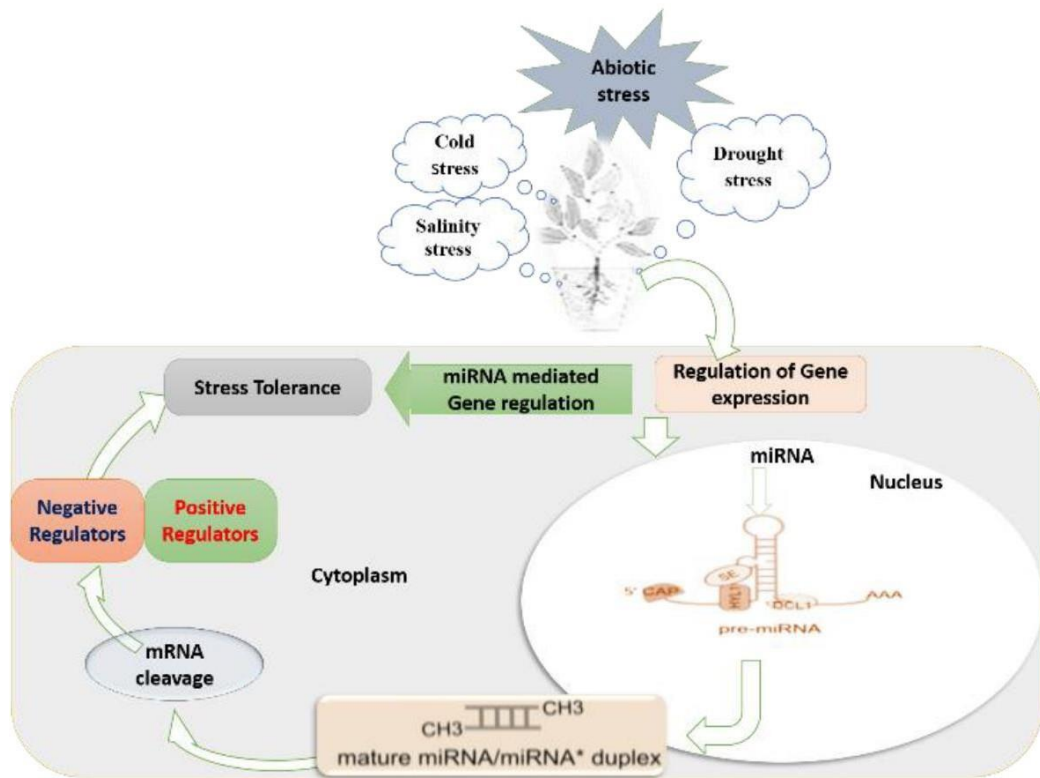 Abiotic
stress
Cold
Stress
Drought
stress
Salinity
stress
Stress Tolerance
miRNA mediated
Gene regulation
Regulation of Gene
expression
miRNA
Nucleus
Negative
Regulators
Positive
Regulators
Cytoplasm
SE
HYL1
5' CAP
DCL1
AAA
pre-miRNA
mRNA
cleavage
CH3
CH3
mature miRNA/miRNA* duplex